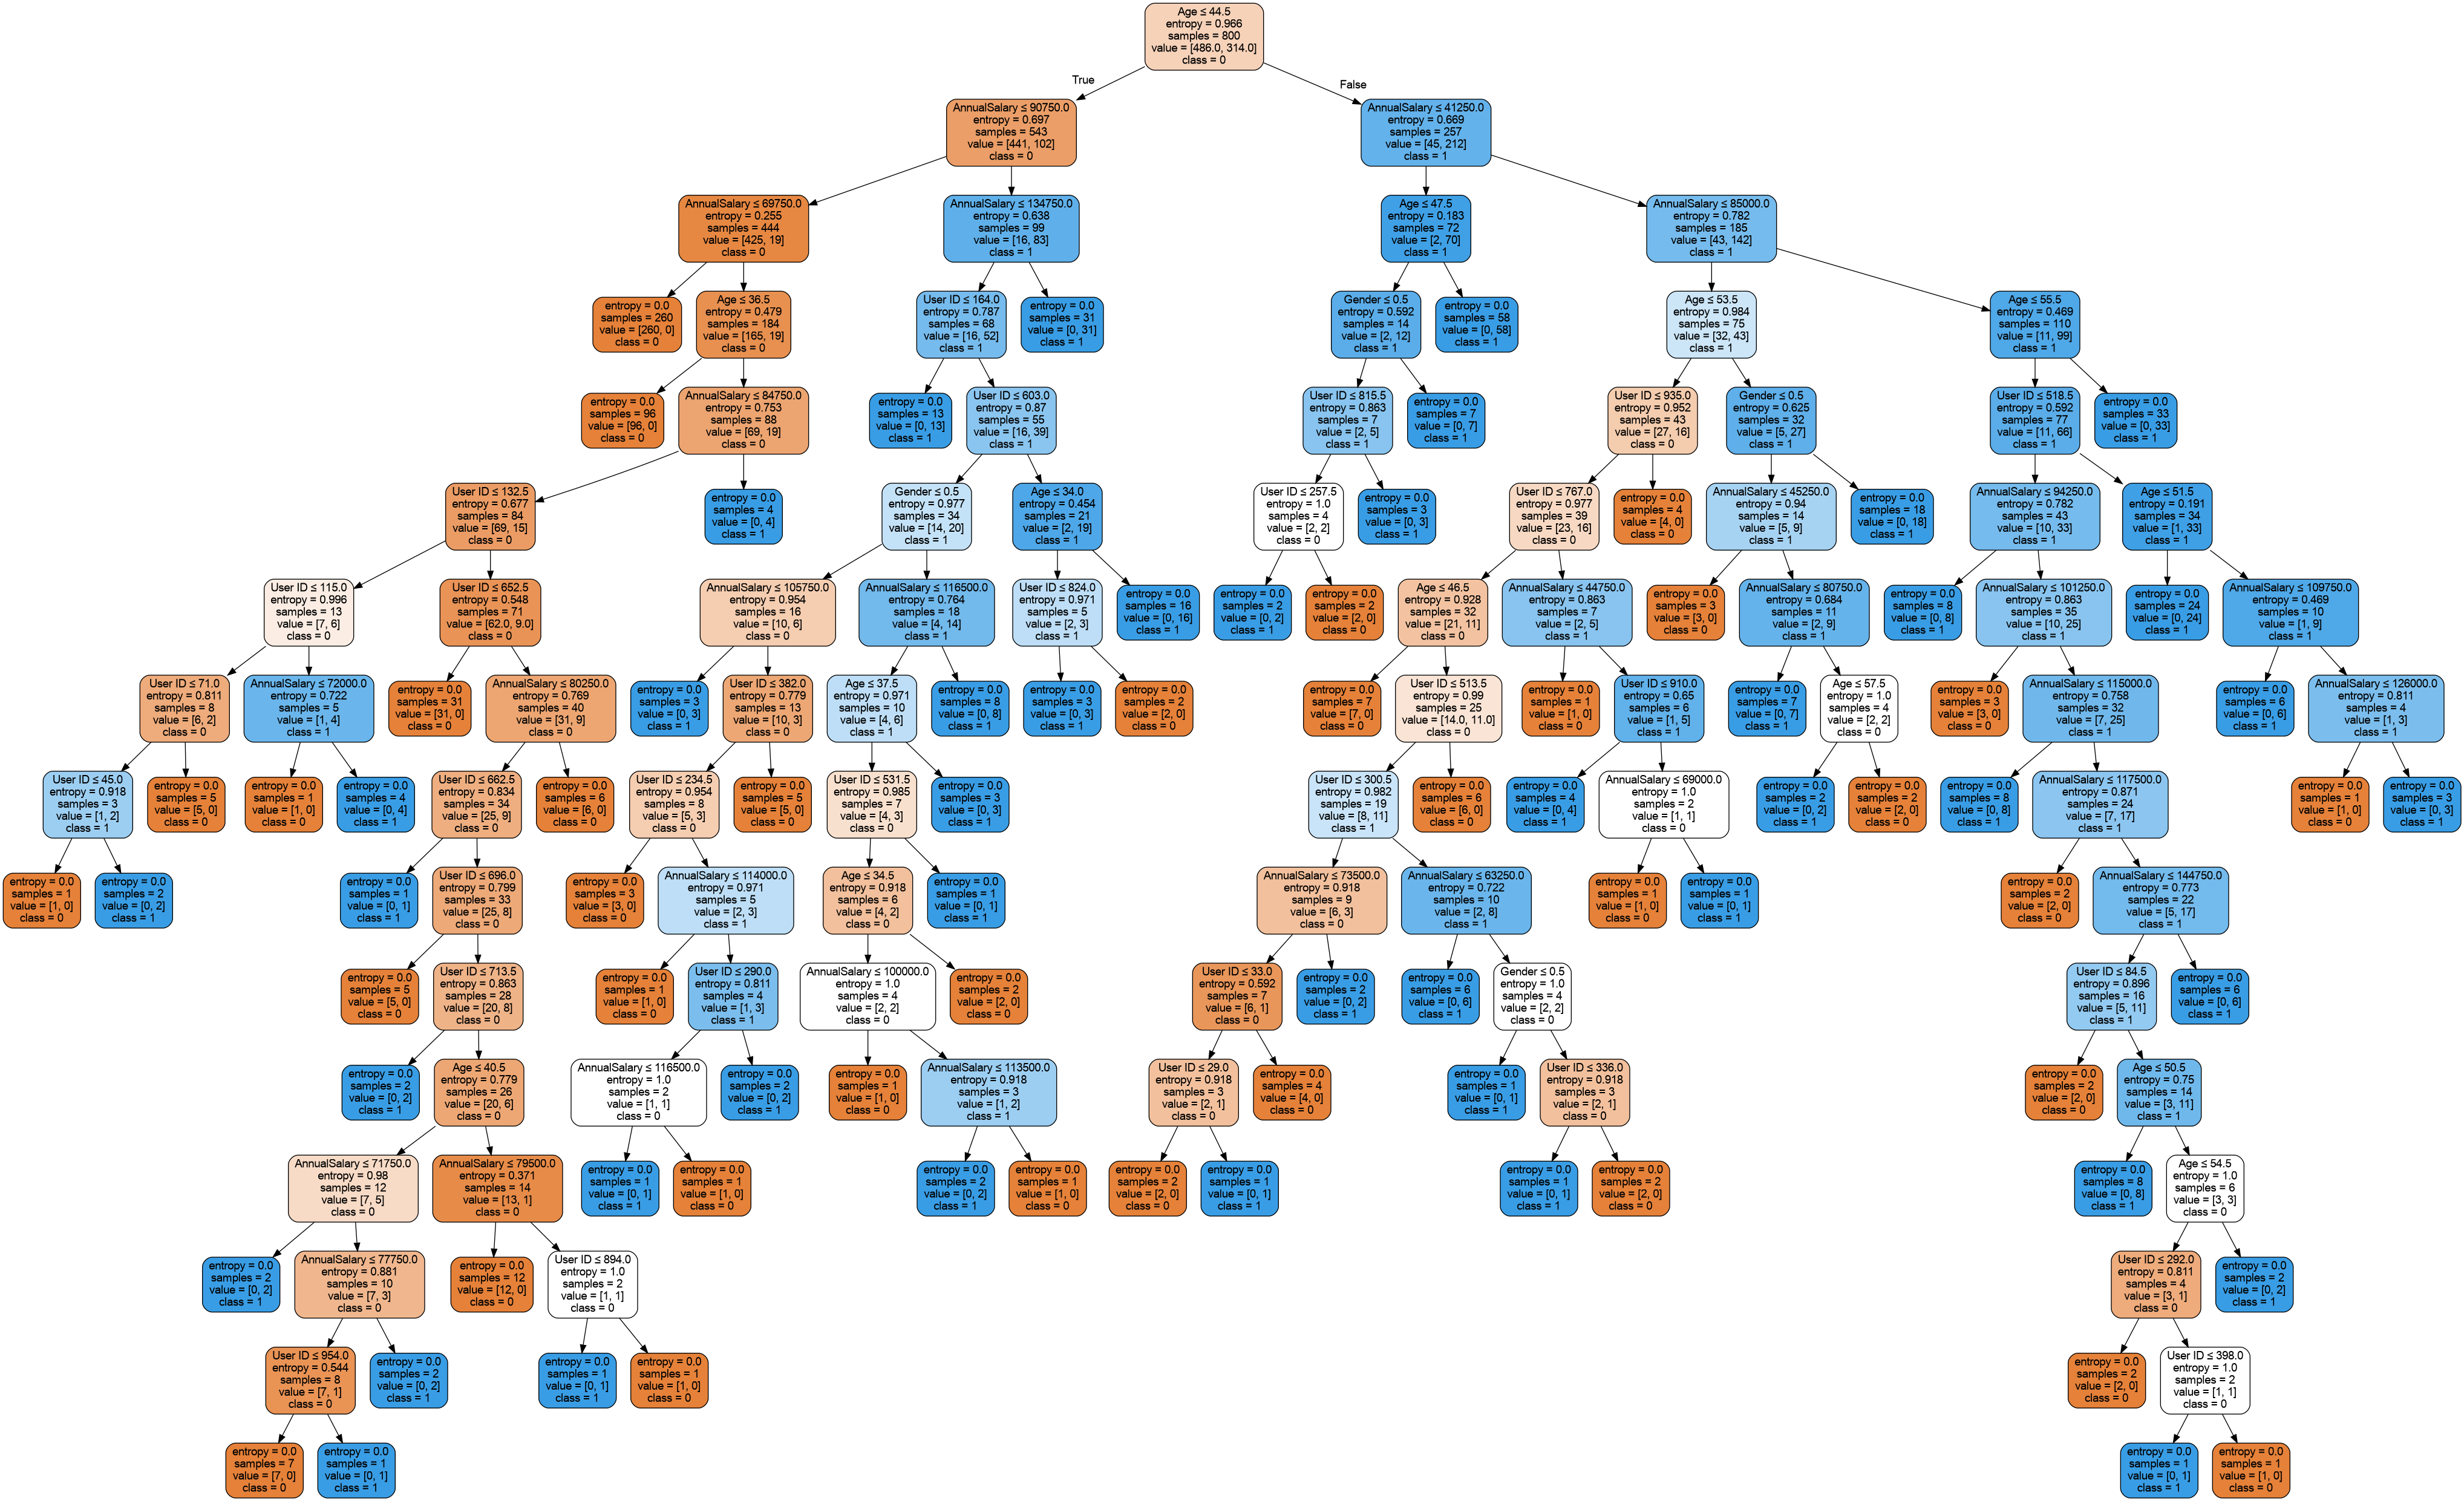 Age ≤ 44.5
entropy = 0.966
samples = 800
value = [486.0, 314.0]
class = 0
True
False
AnnualSalary ≤ 90750.0
entropy = 0.697
samples = 543
value = [441, 102]
class = 0
AnnualSalary ≤ 41250.0
entropy = 0.669
samples = 257
value = [45, 212]
class = 1
AnnualSalary ≤ 69750.0
entropy = 0.255
samples = 444
value = [425, 19]
class = 0
AnnualSalary ≤ 134750.0
entropy = 0.638
samples = 99
value = [16, 83]
class = 1
Age ≤ 47.5
entropy = 0.183
samples = 72
value = [2, 70]
class = 1
AnnualSalary ≤ 85000.0
entropy = 0.782
samples = 185
value = [43, 142]
class = 1
entropy = 0.0
samples = 260
value = [260, 0]
class = 0
Age ≤ 36.5
entropy = 0.479
samples = 184
value = [165, 19]
class = 0
User ID ≤ 164.0
entropy = 0.787
samples = 68
value = [16, 52]
class = 1
entropy = 0.0
samples = 31
value = [0, 31]
class = 1
Gender ≤ 0.5
entropy = 0.592
samples = 14
value = [2, 12]
class = 1
entropy = 0.0
samples = 58
value = [0, 58]
class = 1
Age ≤ 53.5
entropy = 0.984
samples = 75
value = [32, 43]
class = 1
Age ≤ 55.5
entropy = 0.469
samples = 110
value = [11, 99]
class = 1
entropy = 0.0
samples = 96
value = [96, 0]
class = 0
AnnualSalary ≤ 84750.0
entropy = 0.753
samples = 88
value = [69, 19]
class = 0
entropy = 0.0
samples = 13
value = [0, 13]
class = 1
User ID ≤ 603.0
entropy = 0.87
samples = 55
value = [16, 39]
class = 1
User ID ≤ 815.5
entropy = 0.863
samples = 7
value = [2, 5]
class = 1
entropy = 0.0
samples = 7
value = [0, 7]
class = 1
User ID ≤ 935.0
entropy = 0.952
samples = 43
value = [27, 16]
class = 0
Gender ≤ 0.5
entropy = 0.625
samples = 32
value = [5, 27]
class = 1
User ID ≤ 518.5
entropy = 0.592
samples = 77
value = [11, 66]
class = 1
entropy = 0.0
samples = 33
value = [0, 33]
class = 1
User ID ≤ 132.5
entropy = 0.677
samples = 84
value = [69, 15]
class = 0
entropy = 0.0
samples = 4
value = [0, 4]
class = 1
Gender ≤ 0.5
entropy = 0.977
samples = 34
value = [14, 20]
class = 1
Age ≤ 34.0
entropy = 0.454
samples = 21
value = [2, 19]
class = 1
User ID ≤ 257.5
entropy = 1.0
samples = 4
value = [2, 2]
class = 0
entropy = 0.0
samples = 3
value = [0, 3]
class = 1
User ID ≤ 767.0
entropy = 0.977
samples = 39
value = [23, 16]
class = 0
entropy = 0.0
samples = 4
value = [4, 0]
class = 0
AnnualSalary ≤ 45250.0
entropy = 0.94
samples = 14
value = [5, 9]
class = 1
entropy = 0.0
samples = 18
value = [0, 18]
class = 1
AnnualSalary ≤ 94250.0
entropy = 0.782
samples = 43
value = [10, 33]
class = 1
Age ≤ 51.5
entropy = 0.191
samples = 34
value = [1, 33]
class = 1
User ID ≤ 115.0
entropy = 0.996
samples = 13
value = [7, 6]
class = 0
User ID ≤ 652.5
entropy = 0.548
samples = 71
value = [62.0, 9.0]
class = 0
AnnualSalary ≤ 105750.0
entropy = 0.954
samples = 16
value = [10, 6]
class = 0
AnnualSalary ≤ 116500.0
entropy = 0.764
samples = 18
value = [4, 14]
class = 1
User ID ≤ 824.0
entropy = 0.971
samples = 5
value = [2, 3]
class = 1
entropy = 0.0
samples = 16
value = [0, 16]
class = 1
entropy = 0.0
samples = 2
value = [0, 2]
class = 1
entropy = 0.0
samples = 2
value = [2, 0]
class = 0
Age ≤ 46.5
entropy = 0.928
samples = 32
value = [21, 11]
class = 0
AnnualSalary ≤ 44750.0
entropy = 0.863
samples = 7
value = [2, 5]
class = 1
entropy = 0.0
samples = 3
value = [3, 0]
class = 0
AnnualSalary ≤ 80750.0
entropy = 0.684
samples = 11
value = [2, 9]
class = 1
entropy = 0.0
samples = 8
value = [0, 8]
class = 1
AnnualSalary ≤ 101250.0
entropy = 0.863
samples = 35
value = [10, 25]
class = 1
entropy = 0.0
samples = 24
value = [0, 24]
class = 1
AnnualSalary ≤ 109750.0
entropy = 0.469
samples = 10
value = [1, 9]
class = 1
User ID ≤ 71.0
entropy = 0.811
samples = 8
value = [6, 2]
class = 0
AnnualSalary ≤ 72000.0
entropy = 0.722
samples = 5
value = [1, 4]
class = 1
entropy = 0.0
samples = 31
value = [31, 0]
class = 0
AnnualSalary ≤ 80250.0
entropy = 0.769
samples = 40
value = [31, 9]
class = 0
entropy = 0.0
samples = 3
value = [0, 3]
class = 1
User ID ≤ 382.0
entropy = 0.779
samples = 13
value = [10, 3]
class = 0
Age ≤ 37.5
entropy = 0.971
samples = 10
value = [4, 6]
class = 1
entropy = 0.0
samples = 8
value = [0, 8]
class = 1
entropy = 0.0
samples = 3
value = [0, 3]
class = 1
entropy = 0.0
samples = 2
value = [2, 0]
class = 0
entropy = 0.0
samples = 7
value = [7, 0]
class = 0
User ID ≤ 513.5
entropy = 0.99
samples = 25
value = [14.0, 11.0]
class = 0
entropy = 0.0
samples = 1
value = [1, 0]
class = 0
User ID ≤ 910.0
entropy = 0.65
samples = 6
value = [1, 5]
class = 1
entropy = 0.0
samples = 7
value = [0, 7]
class = 1
Age ≤ 57.5
entropy = 1.0
samples = 4
value = [2, 2]
class = 0
entropy = 0.0
samples = 3
value = [3, 0]
class = 0
AnnualSalary ≤ 115000.0
entropy = 0.758
samples = 32
value = [7, 25]
class = 1
entropy = 0.0
samples = 6
value = [0, 6]
class = 1
AnnualSalary ≤ 126000.0
entropy = 0.811
samples = 4
value = [1, 3]
class = 1
User ID ≤ 45.0
entropy = 0.918
samples = 3
value = [1, 2]
class = 1
entropy = 0.0
samples = 5
value = [5, 0]
class = 0
entropy = 0.0
samples = 1
value = [1, 0]
class = 0
entropy = 0.0
samples = 4
value = [0, 4]
class = 1
User ID ≤ 662.5
entropy = 0.834
samples = 34
value = [25, 9]
class = 0
entropy = 0.0
samples = 6
value = [6, 0]
class = 0
User ID ≤ 234.5
entropy = 0.954
samples = 8
value = [5, 3]
class = 0
entropy = 0.0
samples = 5
value = [5, 0]
class = 0
User ID ≤ 531.5
entropy = 0.985
samples = 7
value = [4, 3]
class = 0
entropy = 0.0
samples = 3
value = [0, 3]
class = 1
User ID ≤ 300.5
entropy = 0.982
samples = 19
value = [8, 11]
class = 1
entropy = 0.0
samples = 6
value = [6, 0]
class = 0
entropy = 0.0
samples = 4
value = [0, 4]
class = 1
AnnualSalary ≤ 69000.0
entropy = 1.0
samples = 2
value = [1, 1]
class = 0
entropy = 0.0
samples = 2
value = [0, 2]
class = 1
entropy = 0.0
samples = 2
value = [2, 0]
class = 0
entropy = 0.0
samples = 8
value = [0, 8]
class = 1
AnnualSalary ≤ 117500.0
entropy = 0.871
samples = 24
value = [7, 17]
class = 1
entropy = 0.0
samples = 1
value = [1, 0]
class = 0
entropy = 0.0
samples = 3
value = [0, 3]
class = 1
entropy = 0.0
samples = 1
value = [1, 0]
class = 0
entropy = 0.0
samples = 2
value = [0, 2]
class = 1
entropy = 0.0
samples = 1
value = [0, 1]
class = 1
User ID ≤ 696.0
entropy = 0.799
samples = 33
value = [25, 8]
class = 0
entropy = 0.0
samples = 3
value = [3, 0]
class = 0
AnnualSalary ≤ 114000.0
entropy = 0.971
samples = 5
value = [2, 3]
class = 1
Age ≤ 34.5
entropy = 0.918
samples = 6
value = [4, 2]
class = 0
entropy = 0.0
samples = 1
value = [0, 1]
class = 1
AnnualSalary ≤ 73500.0
entropy = 0.918
samples = 9
value = [6, 3]
class = 0
AnnualSalary ≤ 63250.0
entropy = 0.722
samples = 10
value = [2, 8]
class = 1
entropy = 0.0
samples = 1
value = [1, 0]
class = 0
entropy = 0.0
samples = 1
value = [0, 1]
class = 1
entropy = 0.0
samples = 2
value = [2, 0]
class = 0
AnnualSalary ≤ 144750.0
entropy = 0.773
samples = 22
value = [5, 17]
class = 1
entropy = 0.0
samples = 5
value = [5, 0]
class = 0
User ID ≤ 713.5
entropy = 0.863
samples = 28
value = [20, 8]
class = 0
entropy = 0.0
samples = 1
value = [1, 0]
class = 0
User ID ≤ 290.0
entropy = 0.811
samples = 4
value = [1, 3]
class = 1
AnnualSalary ≤ 100000.0
entropy = 1.0
samples = 4
value = [2, 2]
class = 0
entropy = 0.0
samples = 2
value = [2, 0]
class = 0
User ID ≤ 33.0
entropy = 0.592
samples = 7
value = [6, 1]
class = 0
entropy = 0.0
samples = 2
value = [0, 2]
class = 1
entropy = 0.0
samples = 6
value = [0, 6]
class = 1
Gender ≤ 0.5
entropy = 1.0
samples = 4
value = [2, 2]
class = 0
User ID ≤ 84.5
entropy = 0.896
samples = 16
value = [5, 11]
class = 1
entropy = 0.0
samples = 6
value = [0, 6]
class = 1
entropy = 0.0
samples = 2
value = [0, 2]
class = 1
Age ≤ 40.5
entropy = 0.779
samples = 26
value = [20, 6]
class = 0
AnnualSalary ≤ 116500.0
entropy = 1.0
samples = 2
value = [1, 1]
class = 0
entropy = 0.0
samples = 2
value = [0, 2]
class = 1
entropy = 0.0
samples = 1
value = [1, 0]
class = 0
AnnualSalary ≤ 113500.0
entropy = 0.918
samples = 3
value = [1, 2]
class = 1
User ID ≤ 29.0
entropy = 0.918
samples = 3
value = [2, 1]
class = 0
entropy = 0.0
samples = 4
value = [4, 0]
class = 0
entropy = 0.0
samples = 1
value = [0, 1]
class = 1
User ID ≤ 336.0
entropy = 0.918
samples = 3
value = [2, 1]
class = 0
entropy = 0.0
samples = 2
value = [2, 0]
class = 0
Age ≤ 50.5
entropy = 0.75
samples = 14
value = [3, 11]
class = 1
AnnualSalary ≤ 71750.0
entropy = 0.98
samples = 12
value = [7, 5]
class = 0
AnnualSalary ≤ 79500.0
entropy = 0.371
samples = 14
value = [13, 1]
class = 0
entropy = 0.0
samples = 1
value = [0, 1]
class = 1
entropy = 0.0
samples = 1
value = [1, 0]
class = 0
entropy = 0.0
samples = 2
value = [0, 2]
class = 1
entropy = 0.0
samples = 1
value = [1, 0]
class = 0
entropy = 0.0
samples = 2
value = [2, 0]
class = 0
entropy = 0.0
samples = 1
value = [0, 1]
class = 1
entropy = 0.0
samples = 1
value = [0, 1]
class = 1
entropy = 0.0
samples = 2
value = [2, 0]
class = 0
entropy = 0.0
samples = 8
value = [0, 8]
class = 1
Age ≤ 54.5
entropy = 1.0
samples = 6
value = [3, 3]
class = 0
entropy = 0.0
samples = 2
value = [0, 2]
class = 1
AnnualSalary ≤ 77750.0
entropy = 0.881
samples = 10
value = [7, 3]
class = 0
entropy = 0.0
samples = 12
value = [12, 0]
class = 0
User ID ≤ 894.0
entropy = 1.0
samples = 2
value = [1, 1]
class = 0
User ID ≤ 292.0
entropy = 0.811
samples = 4
value = [3, 1]
class = 0
entropy = 0.0
samples = 2
value = [0, 2]
class = 1
User ID ≤ 954.0
entropy = 0.544
samples = 8
value = [7, 1]
class = 0
entropy = 0.0
samples = 2
value = [0, 2]
class = 1
entropy = 0.0
samples = 1
value = [0, 1]
class = 1
entropy = 0.0
samples = 1
value = [1, 0]
class = 0
entropy = 0.0
samples = 2
value = [2, 0]
class = 0
User ID ≤ 398.0
entropy = 1.0
samples = 2
value = [1, 1]
class = 0
entropy = 0.0
samples = 7
value = [7, 0]
class = 0
entropy = 0.0
samples = 1
value = [0, 1]
class = 1
entropy = 0.0
samples = 1
value = [0, 1]
class = 1
entropy = 0.0
samples = 1
value = [1, 0]
class = 0